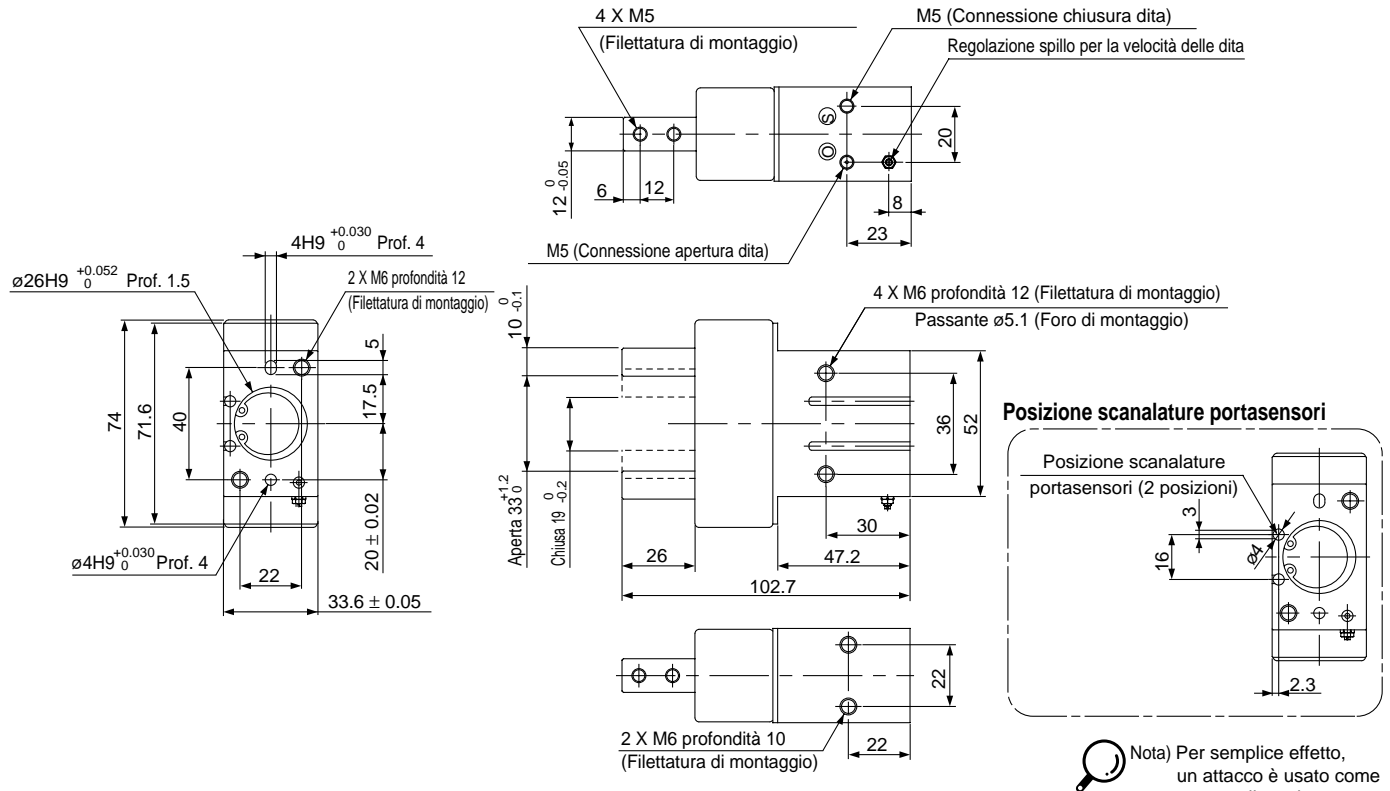 4 X M5
(Filettatura di montaggio)
M5 (Connessione chiusura dita)
Regolazione spillo per la velocità delle dita
S
O
20
12 0 -0.05
6
12
8
23
M5 (Connessione apertura dita)
4H9 +0.030 0 Prof. 4
ø26H9 +0.052 0 Prof. 1.5
2 X M6 profondità 12
(Filettatura di montaggio)
5
17.5
74
71.6
40
20 ± 0.02
ø4H9 +0.030 0 Prof. 4
22
33.6 ± 0.05
10 0 -0.1
4 X M6 profondità 12 (Filettatura di montaggio)
Passante ø5.1 (Foro di montaggio)
36
52
Aperta 33 +1.2 0
Chiusa 19 0 -0.2
30
26
47.2
102.7
22
2 X M6 profondità 10
(Filettatura di montaggio)
22
Posizione scanalature portasensori
Posizione scanalature
portasensori (2 posizioni)
3
16
ø4
2.3
Nota) Per semplice effetto,
un attacco è usato come